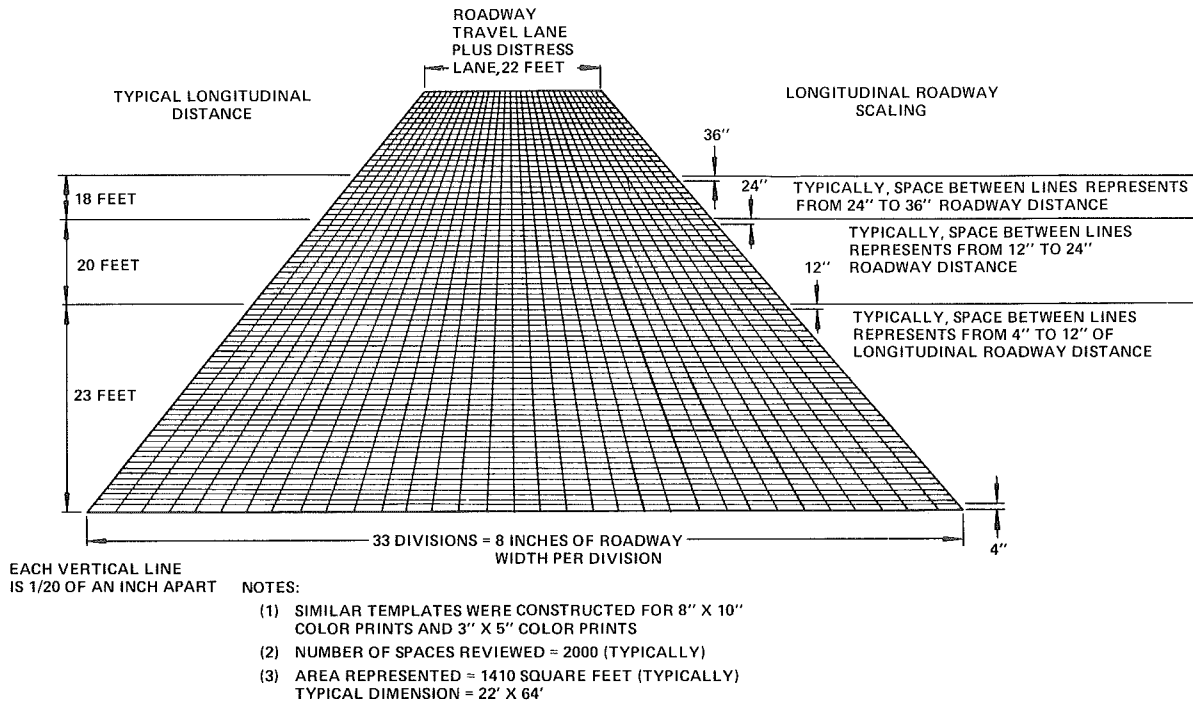 ROADWAY
TRAVEL LANE
PLUS DISTRESS
LANE, 22 FEET
TYPICAL LONGITUDINAL
DISTANCE
LONGITUDINAL ROADWAY
SCALING
36"
18 FEET
24"
TYPICALLY, SPACE BETWEEN LINES REPRESENTS
FROM 24" TO 36" ROADWAY DISTANCE
20 FEET
TYPICALLY, SPACE BETWEEN LINES
REPRESENTS FROM 12" TO 24"
ROADWAY DISTANCE
12"
TYPICALLY, SPACE BETWEEN LINES
REPRESENTS FROM 4" TO 12" OF
LONGITUDINAL ROADWAY DISTANCE
23 FEET
33 DIVISIONS = 8 INCHES OF ROADWAY
WIDTH PER DIVISION
4"
EACH VERTICAL LINE
IS 1/20 OF AN INCH APART
NOTES:
(1) SIMILAR TEMPLATES WERE CONSTRUCTED FOR 8" X 10"
COLOR PRINTS AND 3" X 5" COLOR PRINTS
(2) NUMBER OF SPACES REVIEWED = 2000 (TYPICALLY)
(3) AREA REPRESENTED = 1410 SQUARE FEET (TYPICALLY)
TYPICAL DIMENSION = 22' X 64'